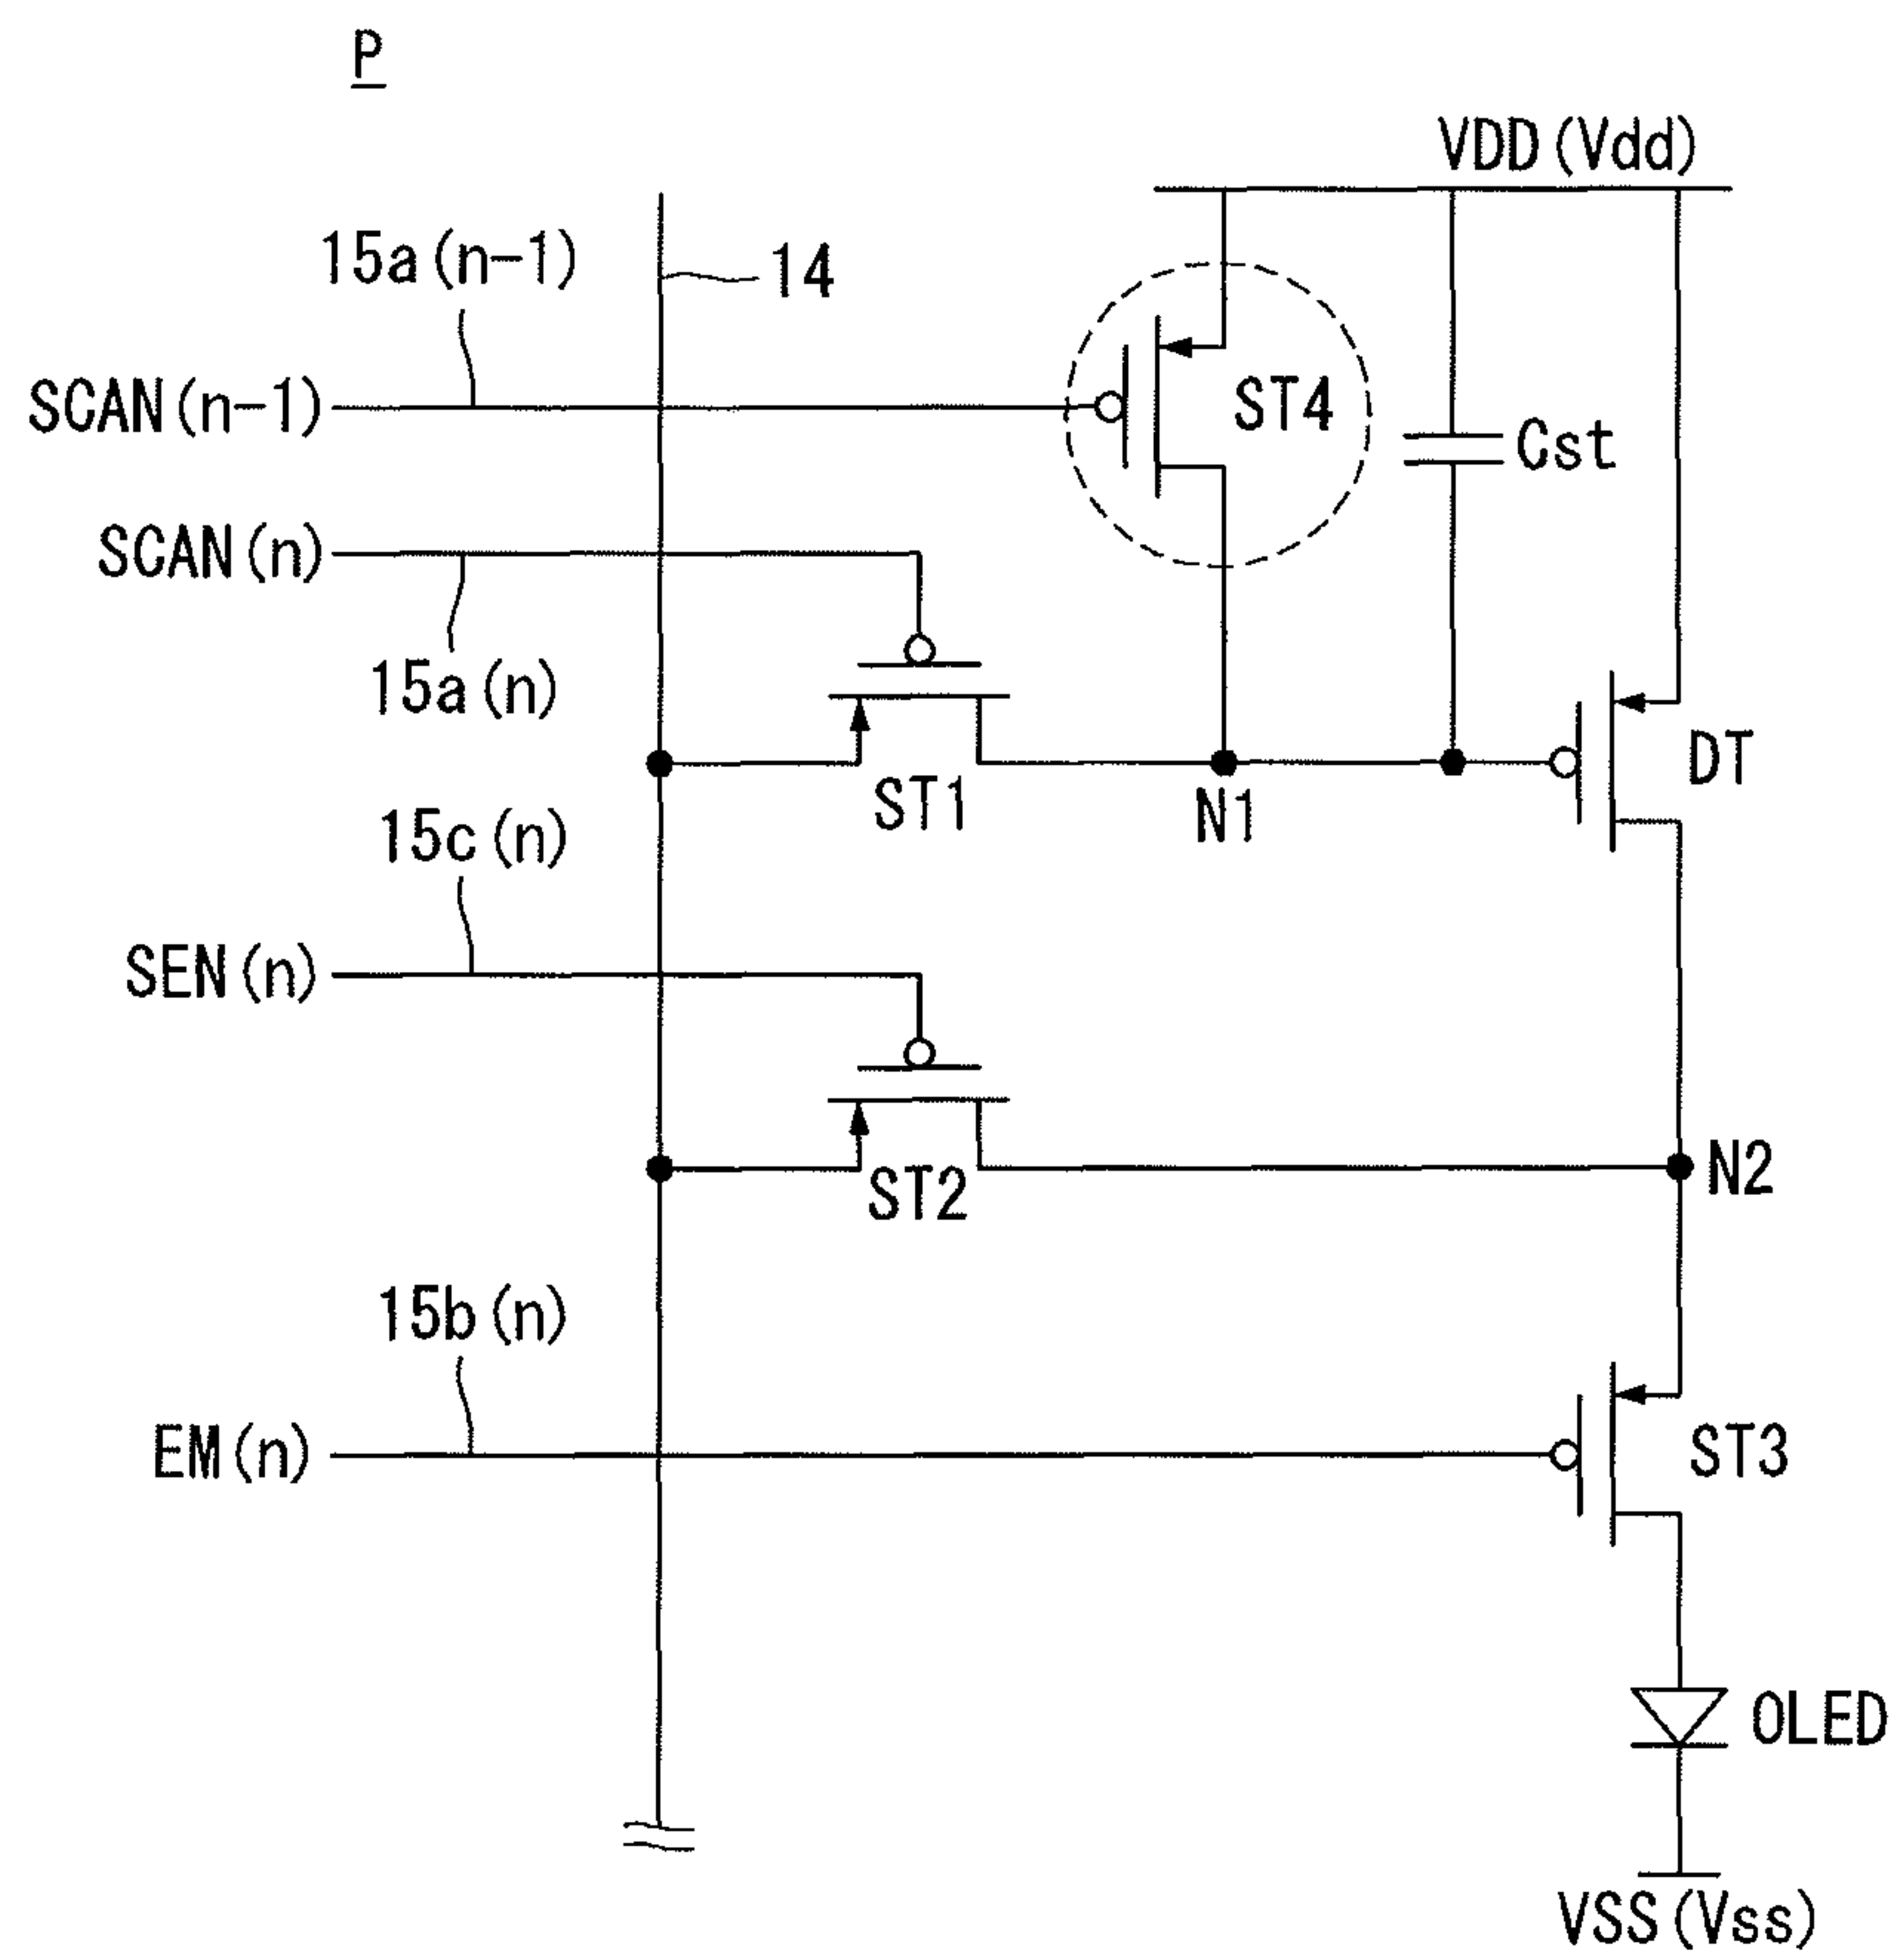 P
VDD(Vdd)
15a(n-1)
14
SCAN(n-1)
ST4
Cst
SCAN(n)
15a(n)
DT
ST1
N1
15c(n)
SEN(n)
ST2
N2
15b(n)
EM(n)
ST3
OLED
VSS(Vss)